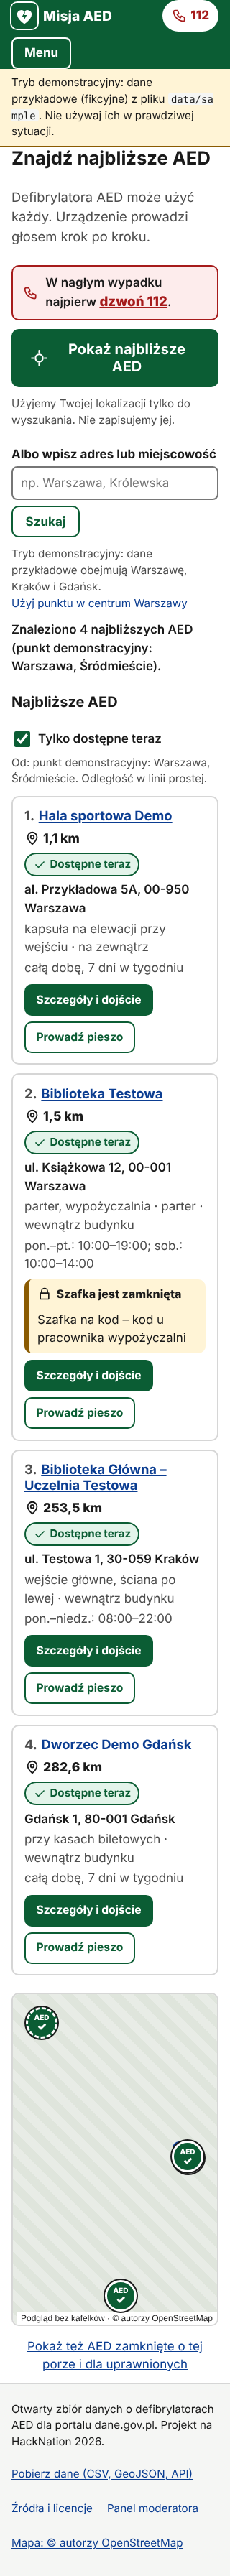 Misja AED
112
Menu
Tryb demonstracyjny: dane
przykładowe (fikcyjne) z pliku data/sa
mple. Nie używaj ich w prawdziwej
sytuacji.
Znajdź najbliższe AED
Defibrylatora AED może użyć
każdy. Urządzenie prowadzi
głosem krok po kroku.
W nagłym wypadku
najpierw dzwoń 112.
Pokaż najbliższe
AED
Użyjemy Twojej lokalizacji tylko do
wyszukania. Nie zapisujemy jej.
Albo wpisz adres lub miejscowość
np. Warszawa, Królewska
Szukaj
Tryb demonstracyjny: dane
przykładowe obejmują Warszawę,
Kraków i Gdańsk.
Użyj punktu w centrum Warszawy
Znaleziono 4 najbliższych AED
(punkt demonstracyjny:
Warszawa, Śródmieście).
Najbliższe AED
Tylko dostępne teraz
Od: punkt demonstracyjny: Warszawa,
Śródmieście. Odległość w linii prostej.
1. Hala sportowa Demo
1,1 km
Dostępne teraz
al. Przykładowa 5A, 00-950
Warszawa
kapsuła na elewacji przy
wejściu · na zewnątrz
całą dobę, 7 dni w tygodniu
Szczegóły i dojście
Prowadź pieszo
2. Biblioteka Testowa
1,5 km
Dostępne teraz
ul. Książkowa 12, 00-001
Warszawa
parter, wypożyczalnia · parter ·
wewnątrz budynku
pon.–pt.: 10:00–19:00; sob.:
10:00–14:00
Szafka jest zamknięta
Szafka na kod – kod u
pracownika wypożyczalni
Szczegóły i dojście
Prowadź pieszo
3. Biblioteka Główna –
Uczelnia Testowa
253,5 km
Dostępne teraz
ul. Testowa 1, 30-059 Kraków
wejście główne, ściana po
lewej · wewnątrz budynku
pon.–niedz.: 08:00–22:00
Szczegóły i dojście
Prowadź pieszo
4. Dworzec Demo Gdańsk
282,6 km
Dostępne teraz
Gdańsk 1, 80-001 Gdańsk
przy kasach biletowych ·
wewnątrz budynku
całą dobę, 7 dni w tygodniu
Szczegóły i dojście
Prowadź pieszo
AED
AED
AED
Podgląd bez kafelków · © autorzy OpenStreetMap
Pokaż też AED zamknięte o tej
porze i dla uprawnionych
Otwarty zbiór danych o defibrylatorach
AED dla portalu dane.gov.pl. Projekt na
HackNation 2026.
Pobierz dane (CSV, GeoJSON, API)
Źródła i licencje Panel moderatora
Mapa: © autorzy OpenStreetMap